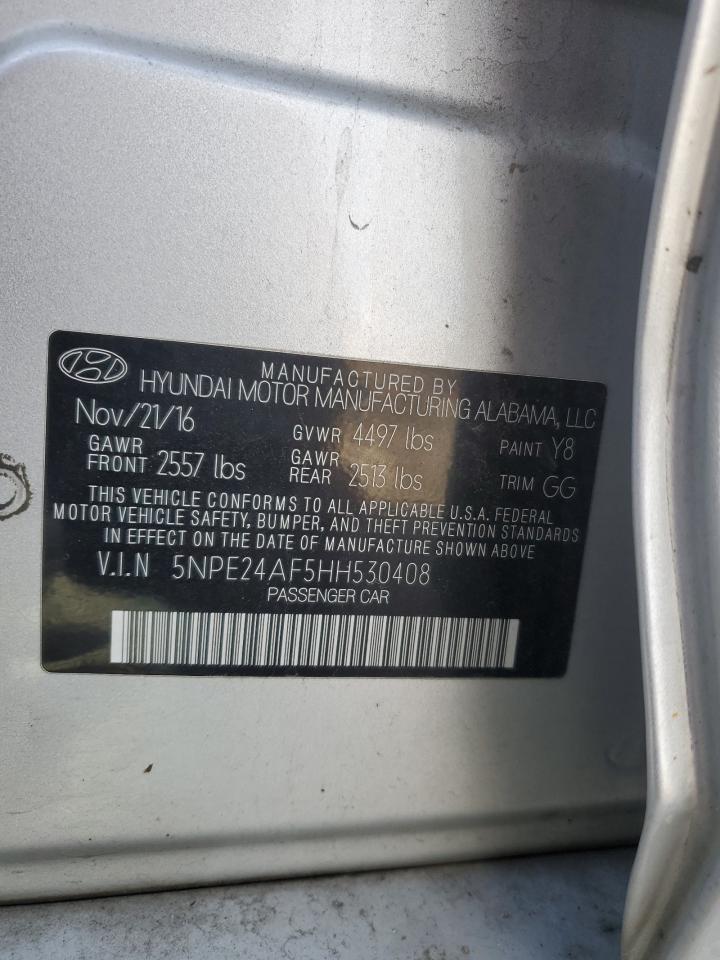 MANUFACTURED BY
HYUNDAI MOTOR MANUFACTURING ALABAMA, LLC
Nov/21/16 GVWR 4497 lbs PAINT Y8
GAWR FRONT 2557 lbs GAWR REAR 2513 lbs TRIM GG
THIS VEHICLE CONFORMS TO ALL APPLICABLE U.S.A. FEDERAL
MOTOR VEHICLE SAFETY, BUMPER, AND THEFT PREVENTION STANDARDS
IN EFFECT ON THE DATE OF MANUFACTURE SHOWN ABOVE
V.I.N 5NPE24AF5HH530408
PASSENGER CAR